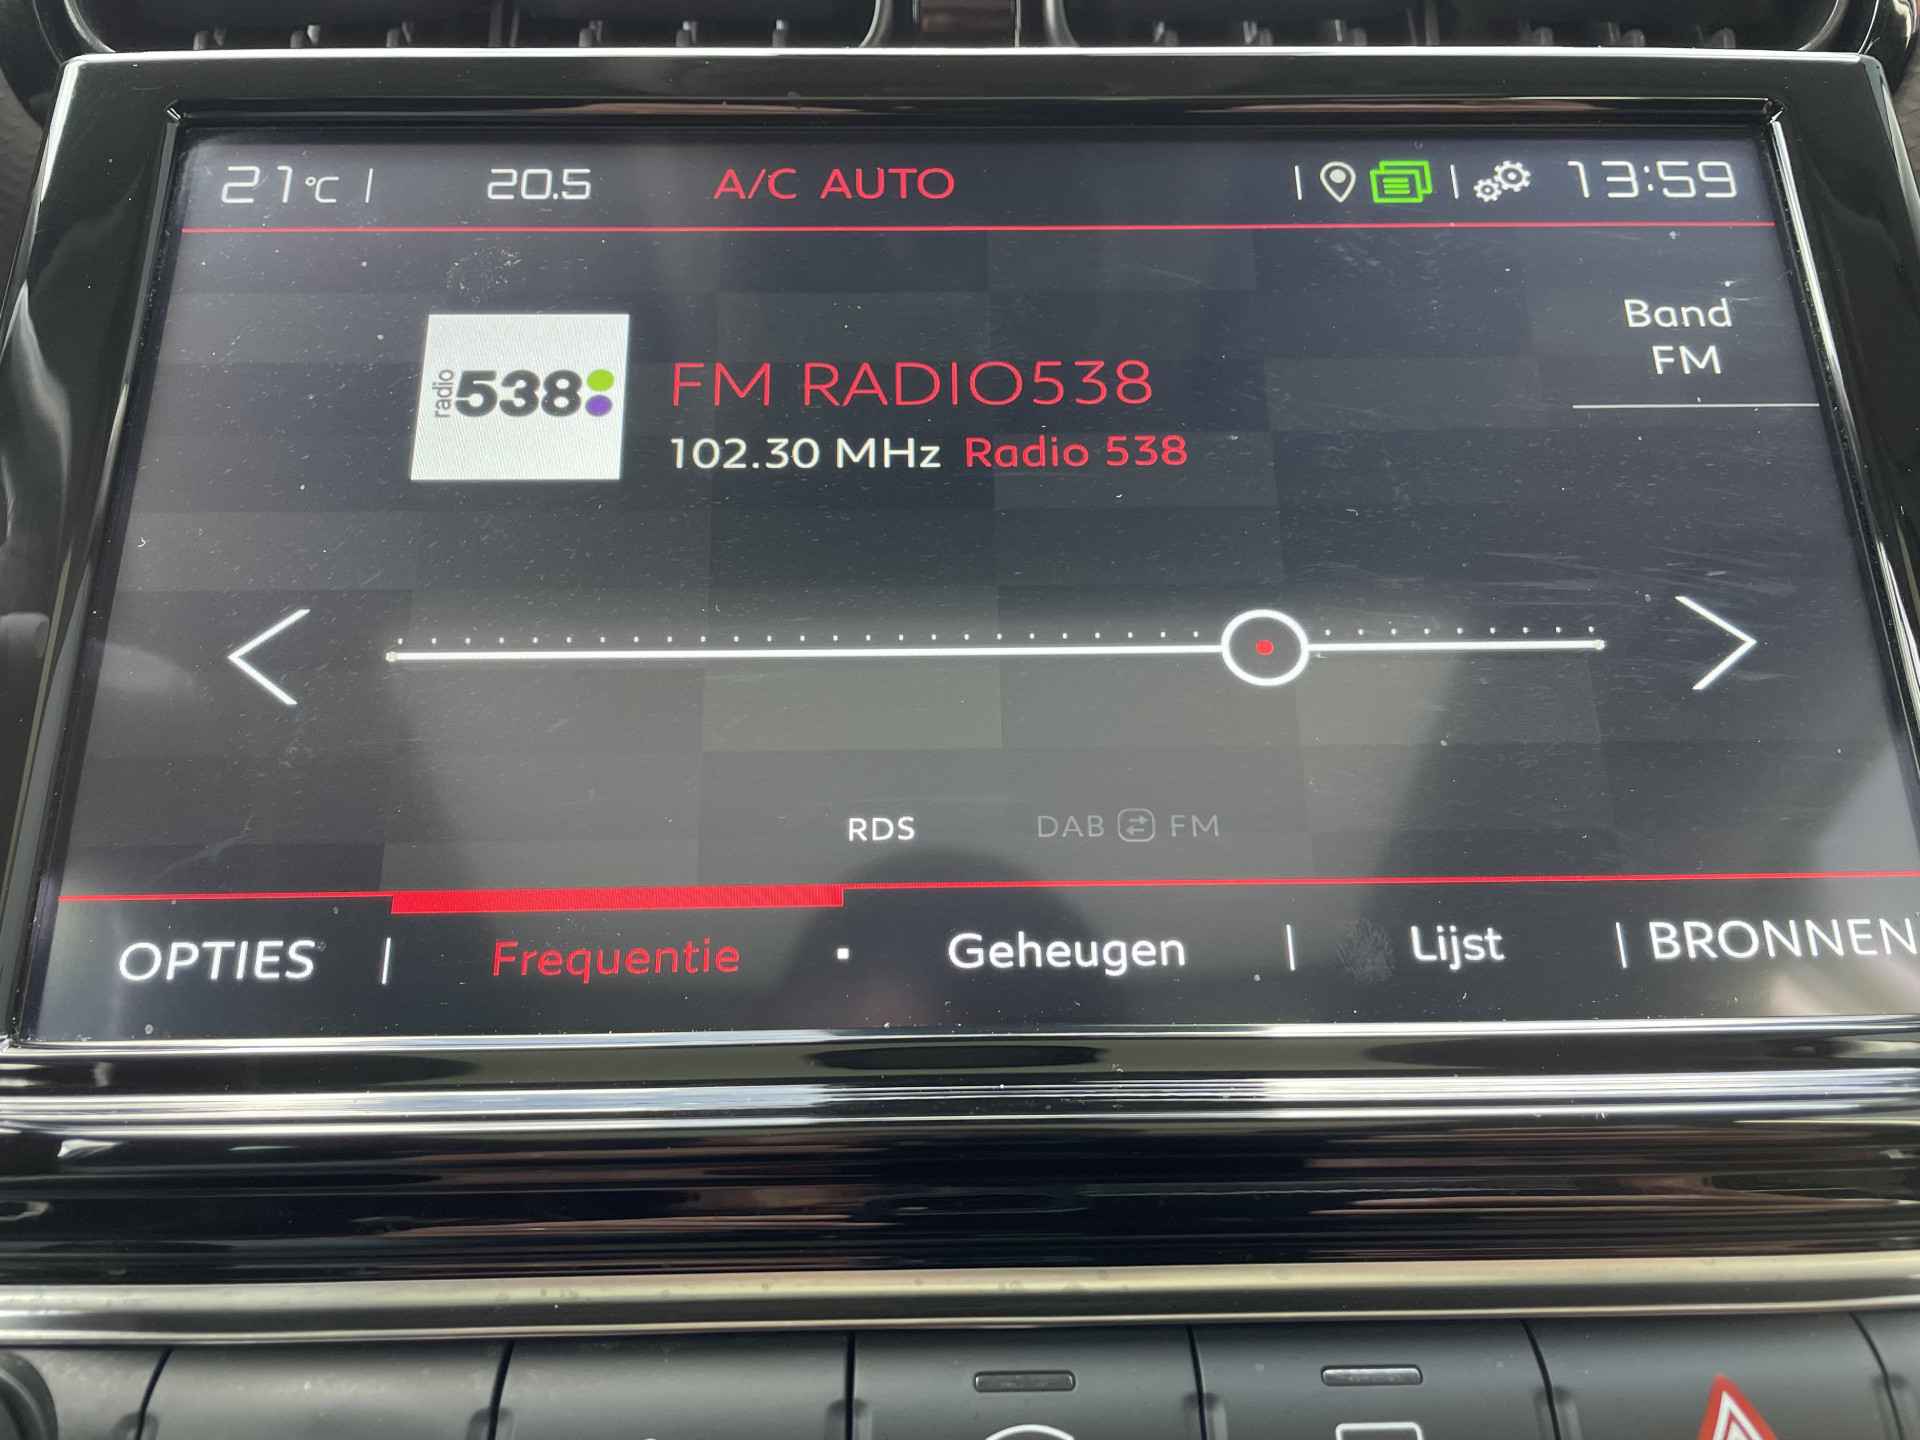 21°C | 20.5 A/C AUTO | | 13:59
Band
FM
radio 538
FM RADIO538
102.30 MHz Radio 538
RDS DAB FM
OPTIES | Frequentie · Geheugen | Lijst | BRONNEN